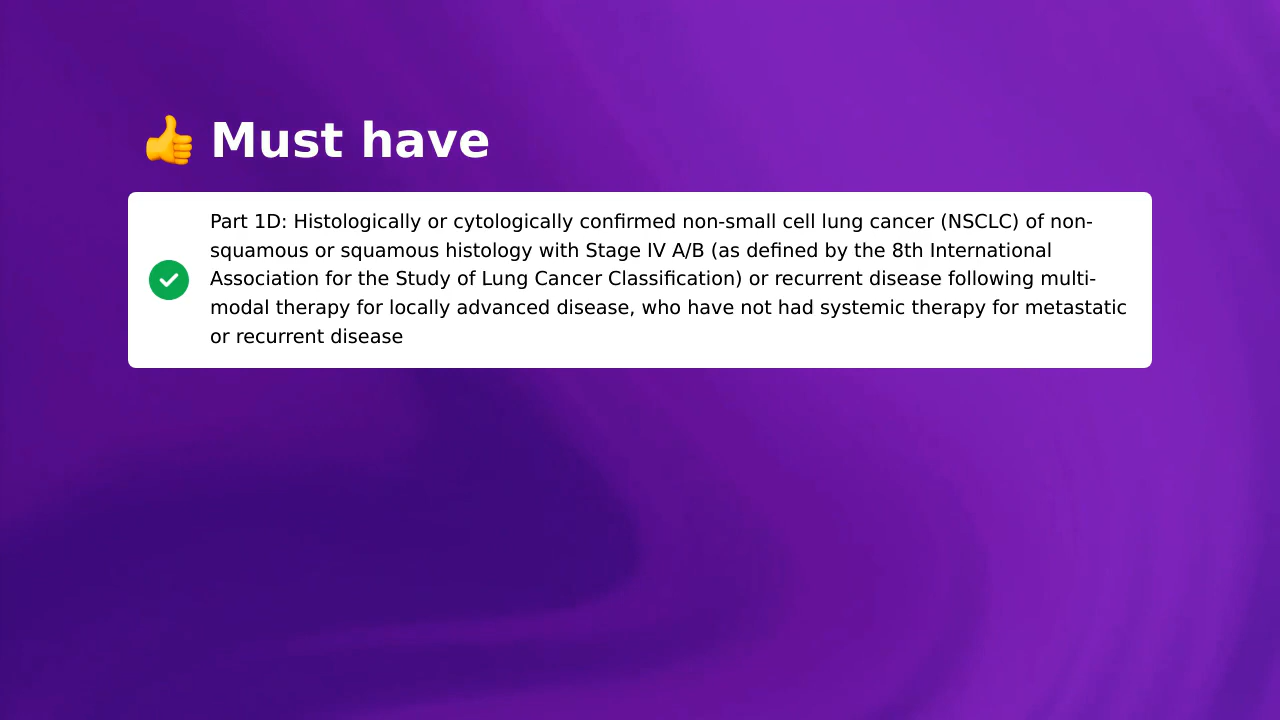 👍 Must have
Part 1D: Histologically or cytologically confirmed non-small cell lung cancer (NSCLC) of non-
squamous or squamous histology with Stage IV A/B (as defined by the 8th International
Association for the Study of Lung Cancer Classification) or recurrent disease following multi-
modal therapy for locally advanced disease, who have not had systemic therapy for metastatic
or recurrent disease